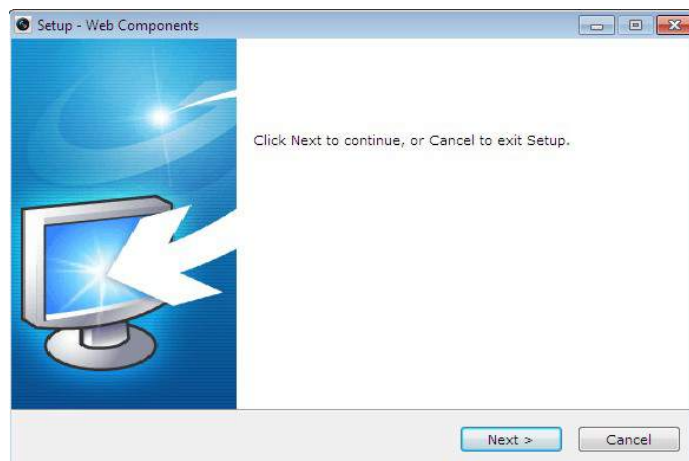 Setup - Web Components
Click Next to continue, or Cancel to exit Setup.
Next >
Cancel